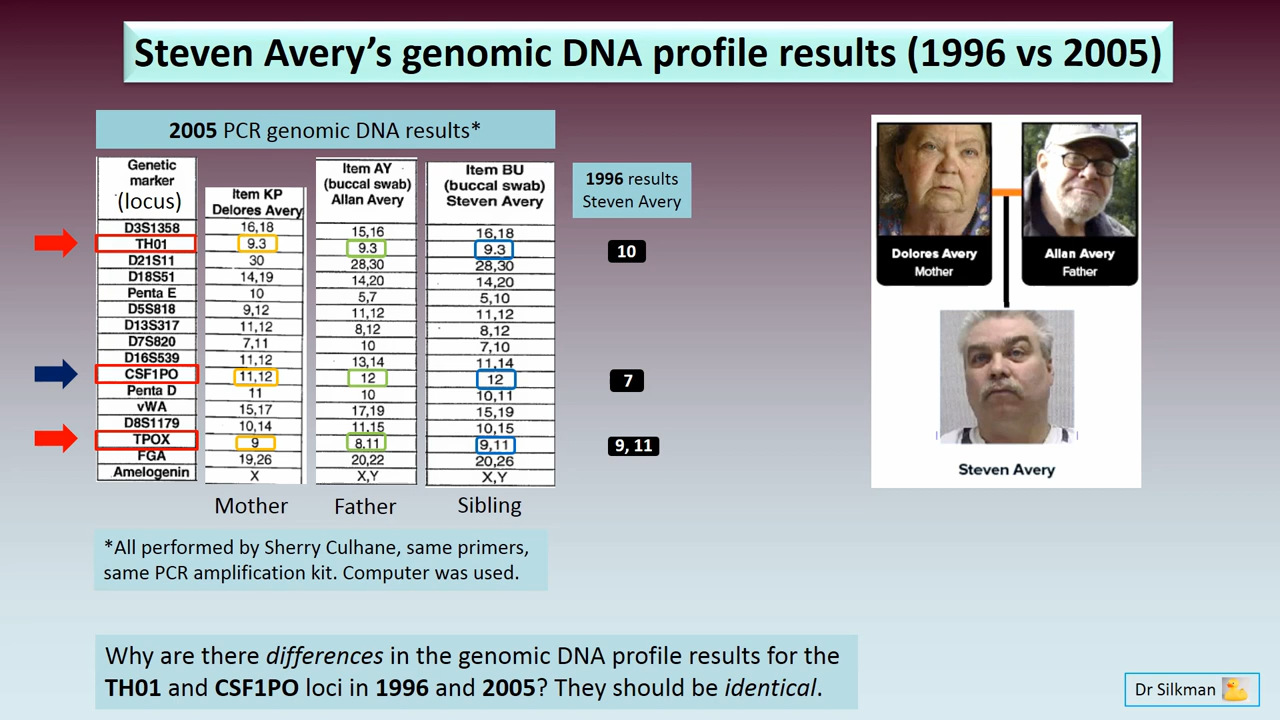 Steven Avery's genomic DNA profile results (1996 vs 2005)
2005 PCR genomic DNA results*
Genetic
marker
(locus)
D3S1358
TH01
D21S11
D18S51
Penta E
D5S818
D13S317
D7S820
D16S539
CSF1PO
Penta D
vWA
D8S1179
TPOX
FGA
Amelogenin
Item KP
Delores Avery
16,18
9.3
30
14,19
10
9,12
11,12
7,11
11,12
11,12
11
15,17
10,14
9
19,26
X
Mother
Item AY
(buccal swab)
Allan Avery
15,16
9.3
28,30
14,20
5,7
11,12
8,12
10
13,14
12
10
17,19
11,15
8,11
20,22
X,Y
Father
Item BU
(buccal swab)
Steven Avery
16,18
9.3
28,30
14,20
5,10
11,12
8,12
7,10
11,14
12
10,11
15,19
10,15
9,11
20,26
X,Y
Sibling
1996 results
Steven Avery
10
7
9, 11
Dolores Avery
Mother
Allan Avery
Father
Steven Avery
*All performed by Sherry Culhane, same primers,
same PCR amplification kit. Computer was used.
Why are there differences in the genomic DNA profile results for the
TH01 and CSF1PO loci in 1996 and 2005? They should be identical.
Dr Silkman